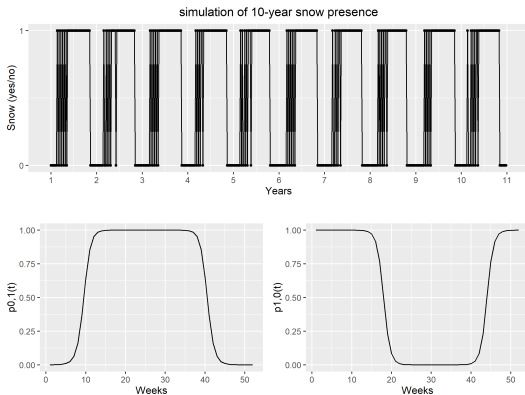 simulation of 10-year snow presence
Snow (yes/no)
1
0
1 2 3 4 5 6 7 8 9 10 11
Years
p0,1(t)
1.00
0.75
0.50
0.25
0.00
0 10 20 30 40 50
Weeks
p1,0(t)
1.00
0.75
0.50
0.25
0.00
0 10 20 30 40 50
Weeks